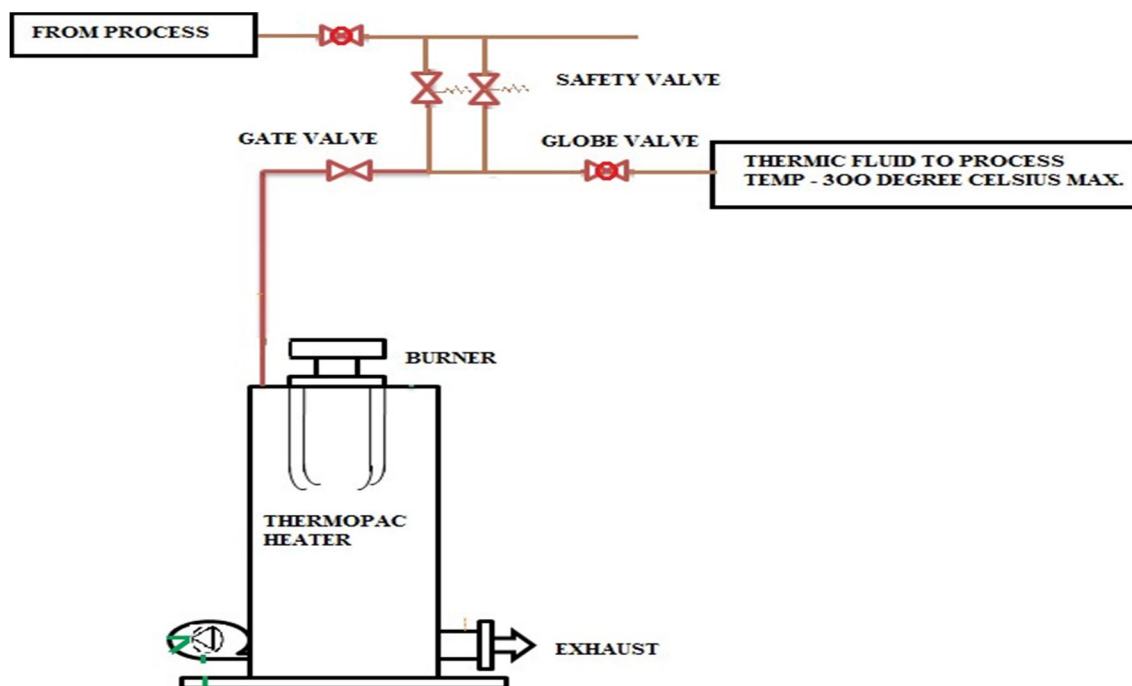 FROM PROCESS
SAFETY VALVE
GATE VALVE
GLOBE VALVE
THERMIC FLUID TO PROCESS
TEMP - 3OO DEGREE CELSIUS MAX.
BURNER
THERMOPAC
HEATER
EXHAUST